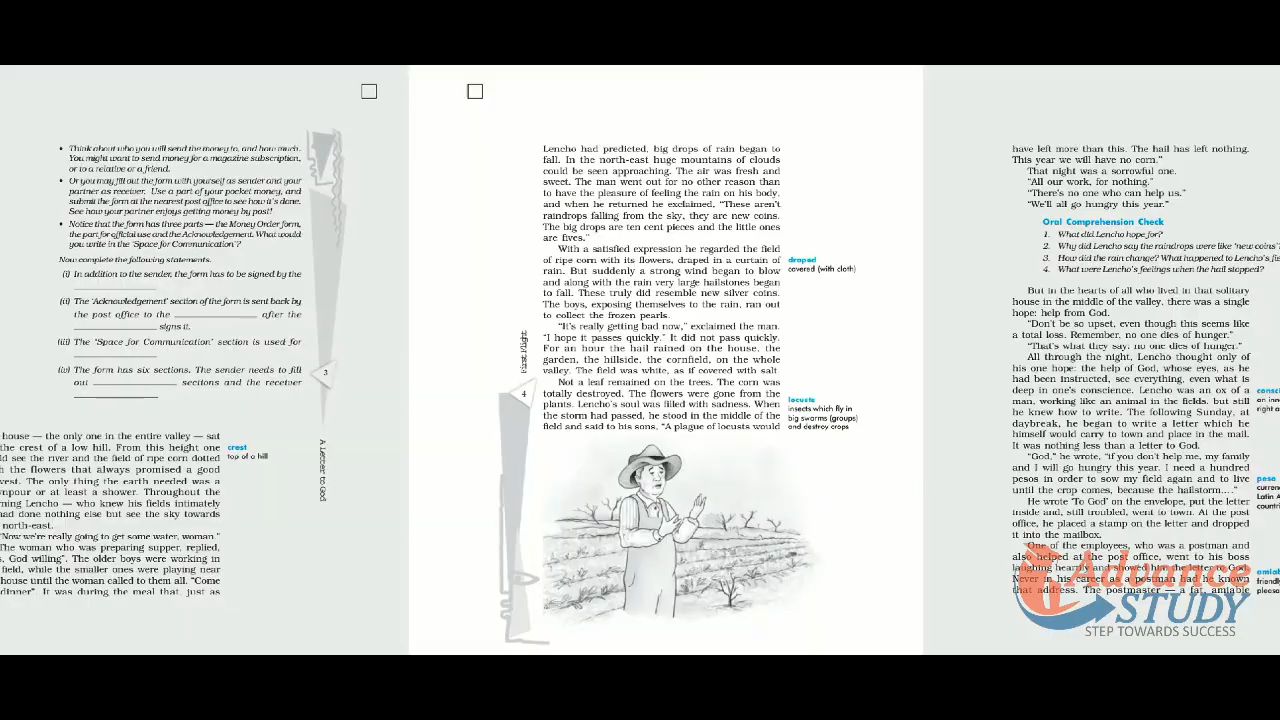 • Think about who you will send the money to, and how much.
You might want to send money for a magazine subscription,
or to a relative or a friend.
• Or you may fill out the form with yourself as sender and your
partner as receiver. Use a part of your pocket money, and
submit the form at the nearest post office to see how it's done.
See how your partner enjoys getting money by post!
• Notice that the form has three parts — the Money Order form,
the part for official use and the Acknowledgement. What would
you write in the 'Space for Communication'?
Now complete the following statements.
(i) In addition to the sender, the form has to be signed by the
(ii) The 'Acknowledgement' section of the form is sent back by
the post office to the ________ after the
________ signs it.
(iii) The 'Space for Communication' section is used for
(iv) The form has six sections. The sender needs to fill
out ________ sections and the receiver
3
house — the only one in the entire valley — sat
the crest of a low hill. From this height one
ld see the river and the field of ripe corn dotted
h the flowers that always promised a good
vest. The only thing the earth needed was a
npour or at least a shower. Throughout the
rning Lencho — who knew his fields intimately
had done nothing else but see the sky towards
north-east.
"Now we're really going to get some water, woman."
The woman who was preparing supper, replied,
s, God willing". The older boys were working in
field, while the smaller ones were playing near
house until the woman called to them all, "Come
dinner". It was during the meal that, just as
crest
top of a hill
A Letter to God
Lencho had predicted, big drops of rain began to
fall. In the north-east huge mountains of clouds
could be seen approaching. The air was fresh and
sweet. The man went out for no other reason than
to have the pleasure of feeling the rain on his body,
and when he returned he exclaimed, "These aren't
raindrops falling from the sky, they are new coins.
The big drops are ten cent pieces and the little ones
are fives."
With a satisfied expression he regarded the field
of ripe corn with its flowers, draped in a curtain of
rain. But suddenly a strong wind began to blow
and along with the rain very large hailstones began
to fall. These truly did resemble new silver coins.
The boys, exposing themselves to the rain, ran out
to collect the frozen pearls.
"It's really getting bad now," exclaimed the man.
"I hope it passes quickly." It did not pass quickly.
For an hour the hail rained on the house, the
garden, the hillside, the cornfield, on the whole
valley. The field was white, as if covered with salt.
Not a leaf remained on the trees. The corn was
totally destroyed. The flowers were gone from the
plants. Lencho's soul was filled with sadness. When
the storm had passed, he stood in the middle of the
field and said to his sons, "A plague of locusts would
draped
covered (with cloth)
locusts
insects which fly in
big swarms (groups)
and destroy crops
First Flight
4
have left more than this. The hail has left nothing.
This year we will have no corn."
That night was a sorrowful one.
"All our work, for nothing."
"There's no one who can help us."
"We'll all go hungry this year."
Oral Comprehension Check
1. What did Lencho hope for?
2. Why did Lencho say the raindrops were like 'new coins'?
3. How did the rain change? What happened to Lencho's fie
4. What were Lencho's feelings when the hail stopped?
But in the hearts of all who lived in that solitary
house in the middle of the valley, there was a single
hope: help from God.
"Don't be so upset, even though this seems like
a total loss. Remember, no one dies of hunger."
"That's what they say: no one dies of hunger."
All through the night, Lencho thought only of
his one hope: the help of God, whose eyes, as he
had been instructed, see everything, even what is
deep in one's conscience. Lencho was an ox of a
man, working like an animal in the fields, but still
he knew how to write. The following Sunday, at
daybreak, he began to write a letter which he
himself would carry to town and place in the mail.
It was nothing less than a letter to God.
"God," he wrote, "if you don't help me, my family
and I will go hungry this year. I need a hundred
pesos in order to sow my field again and to live
until the crop comes, because the hailstorm...."
He wrote 'To God' on the envelope, put the letter
inside and, still troubled, went to town. At the post
office, he placed a stamp on the letter and dropped
it into the mailbox.
One of the employees, who was a postman and
also helped at the post office, went to his boss
laughing heartily and showed him the letter to God.
Never in his career as a postman had he known
that address. The postmaster — a fat, amiable
consci
an inn
right a
peso
curren
Latin A
countri
amiab
friendl
pleasa
Advance
STUDY
STEP TOWARDS SUCCESS